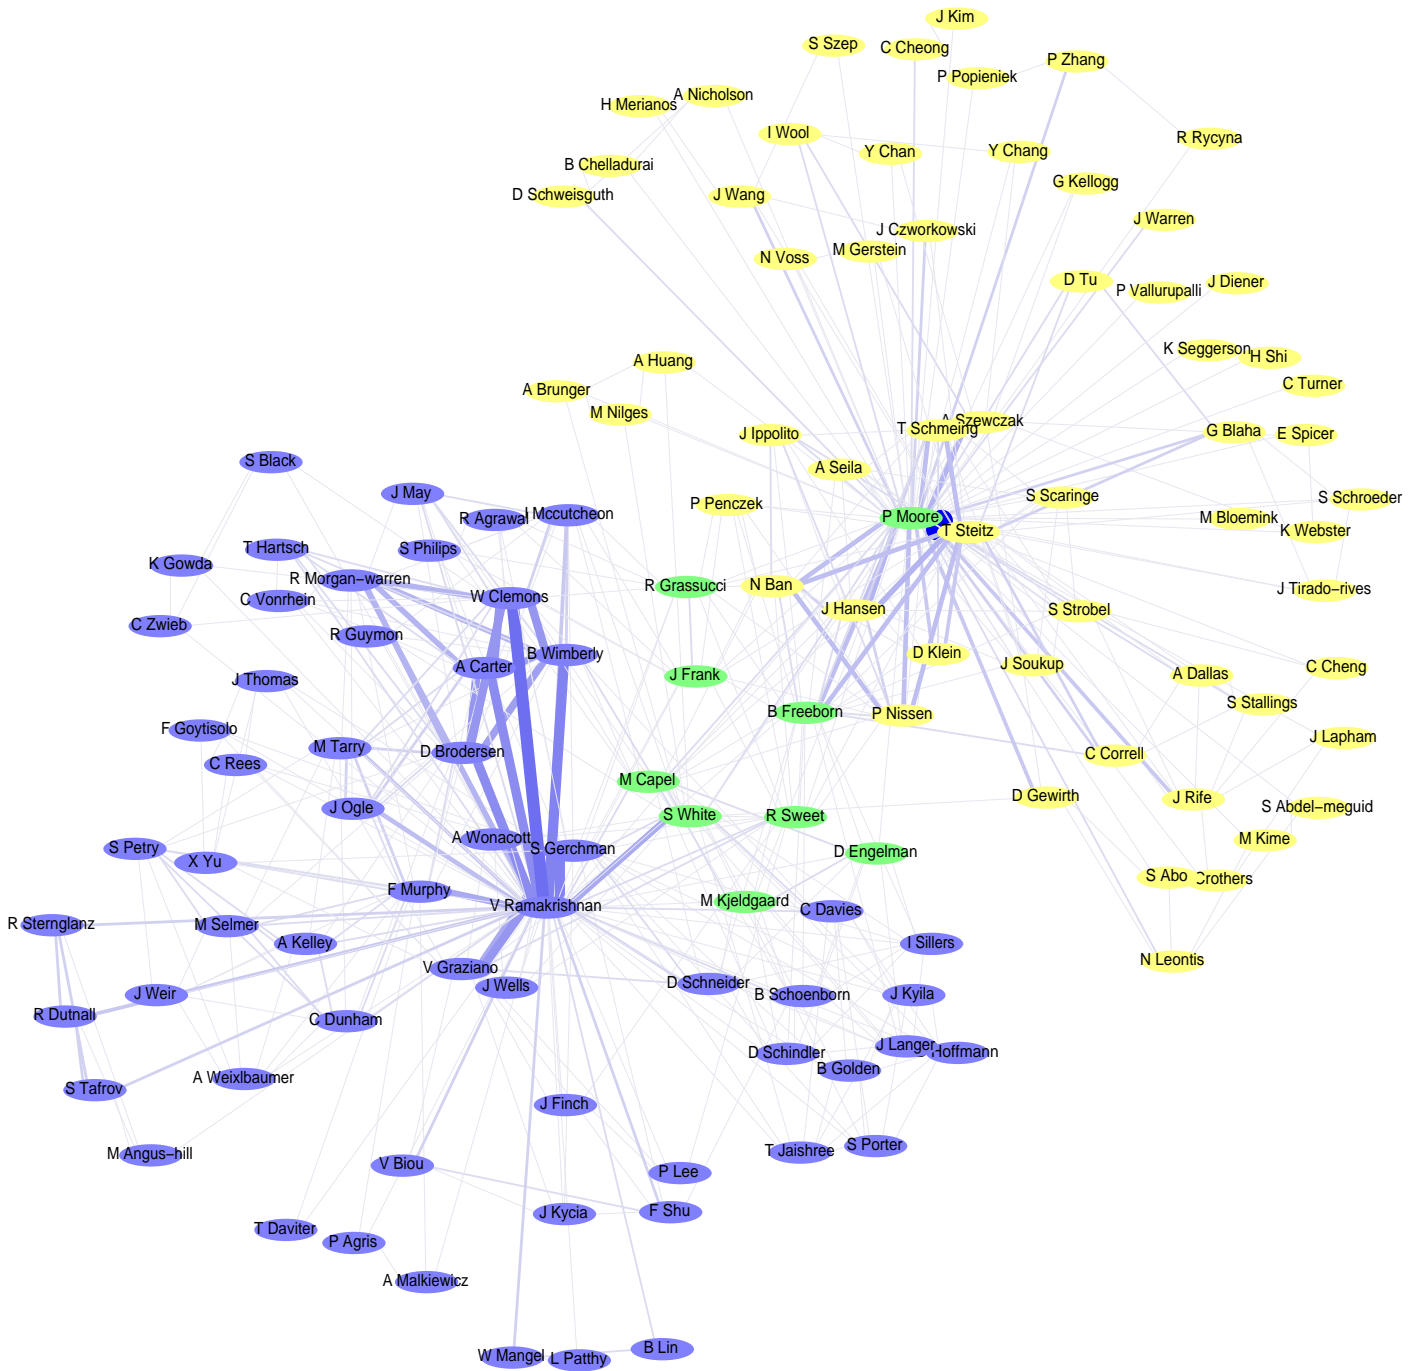 J Kim
S Szep
C Cheong
P Zhang
P Popieniek
A Nicholson
H Merianos
I Wool
R Rycyna
Y Chan
Y Chang
B Chelladurai
G Kellogg
D Schweisguth
J Wang
J Warren
J Czworkowski
M Gerstein
N Voss
D Tu
J Diener
P Vallurupalli
K Seggerson
H Shi
A Huang
C Turner
A Brunger
M Nilges
A Szewczak
T Schmeing
J Ippolito
G Blaha
E Spicer
S Black
A Seila
J May
S Scaringe
S Schroeder
P Penczek
I Mccutcheon
R Agrawal
P Moore
M Bloemink
T Steitz
K Webster
T Hartsch
S Philips
K Gowda
R Morgan-warren
R Grassucci
N Ban
J Tirado-rives
C Vonrhein
W Clemons
J Hansen
S Strobel
C Zwieb
R Guymon
B Wimberly
D Klein
A Carter
J Soukup
C Cheng
J Thomas
J Frank
A Dallas
S Stallings
B Freeborn
P Nissen
F Goytisolo
J Lapham
M Tarry
D Brodersen
C Correll
C Rees
M Capel
D Gewirth
J Rife
J Ogle
S Abdel-meguid
S White
R Sweet
A Wonacott
M Kime
S Petry
S Gerchman
D Engelman
X Yu
S Abo
Crothers
F Murphy
V Ramakrishnan
M Kjeldgaard
C Davies
R Sternglanz
M Selmer
A Kelley
I Sillers
N Leontis
V Graziano
D Schneider
J Wells
J Weir
B Schoenborn
J Kyila
R Dutnall
C Dunham
J Langer
Hoffmann
D Schindler
B Golden
A Weixlbaumer
S Tafrov
J Finch
S Porter
T Jaishree
M Angus-hill
V Biou
P Lee
F Shu
J Kycia
T Daviter
P Agris
A Malkiewicz
B Lin
W Mangel
L Patthy